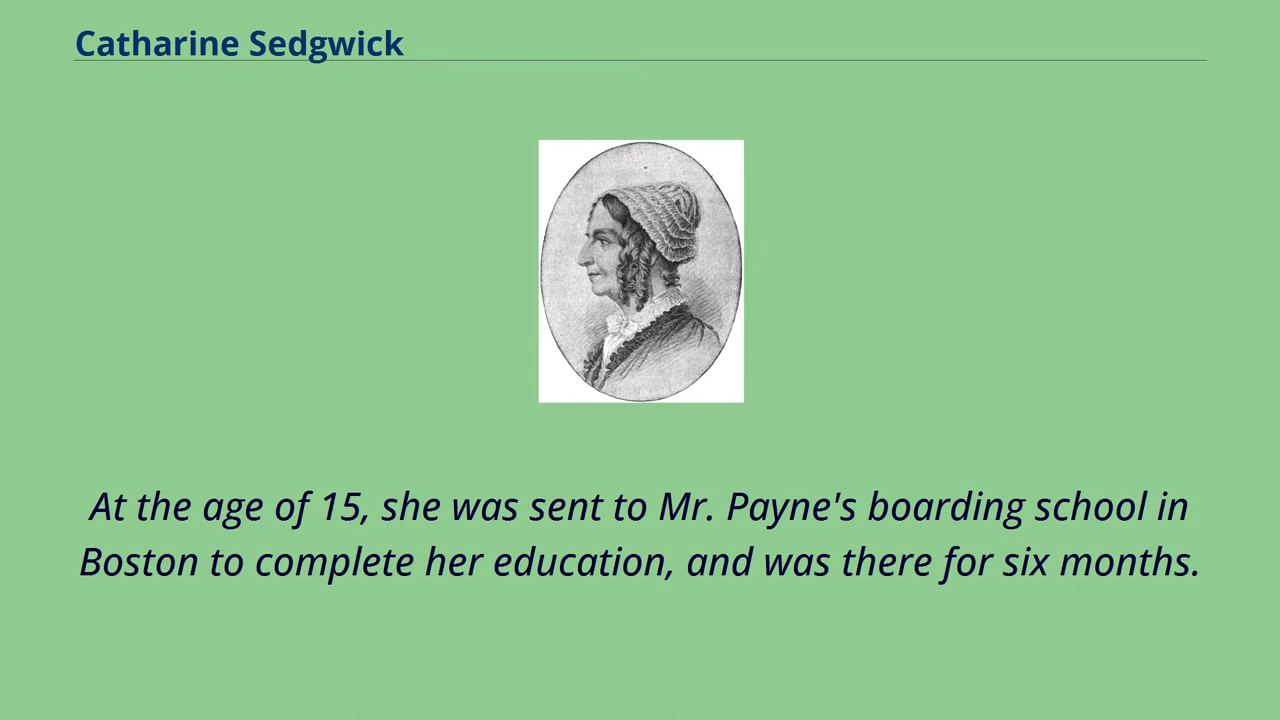 Catharine Sedgwick
At the age of 15, she was sent to Mr. Payne's boarding school in
Boston to complete her education, and was there for six months.